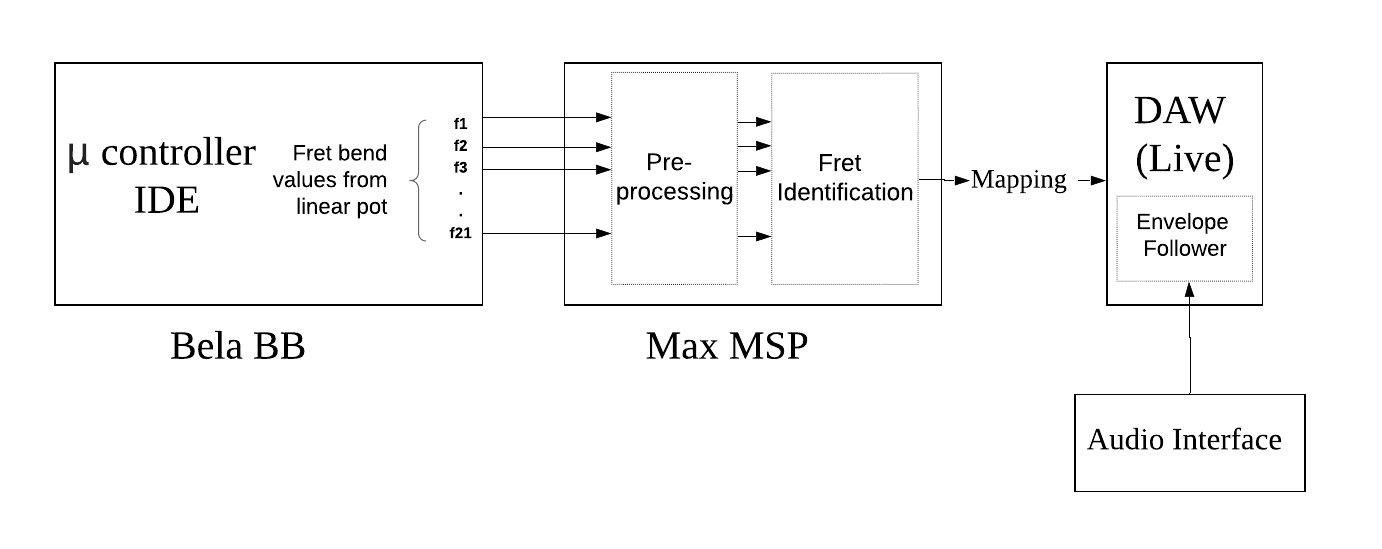 μ controller
IDE
Fret bend
values from
linear pot
f1
f2
f3
.
.
f21
Bela BB
Pre-
processing
Fret
Identification
Max MSP
Mapping
DAW
(Live)
Envelope
Follower
Audio Interface